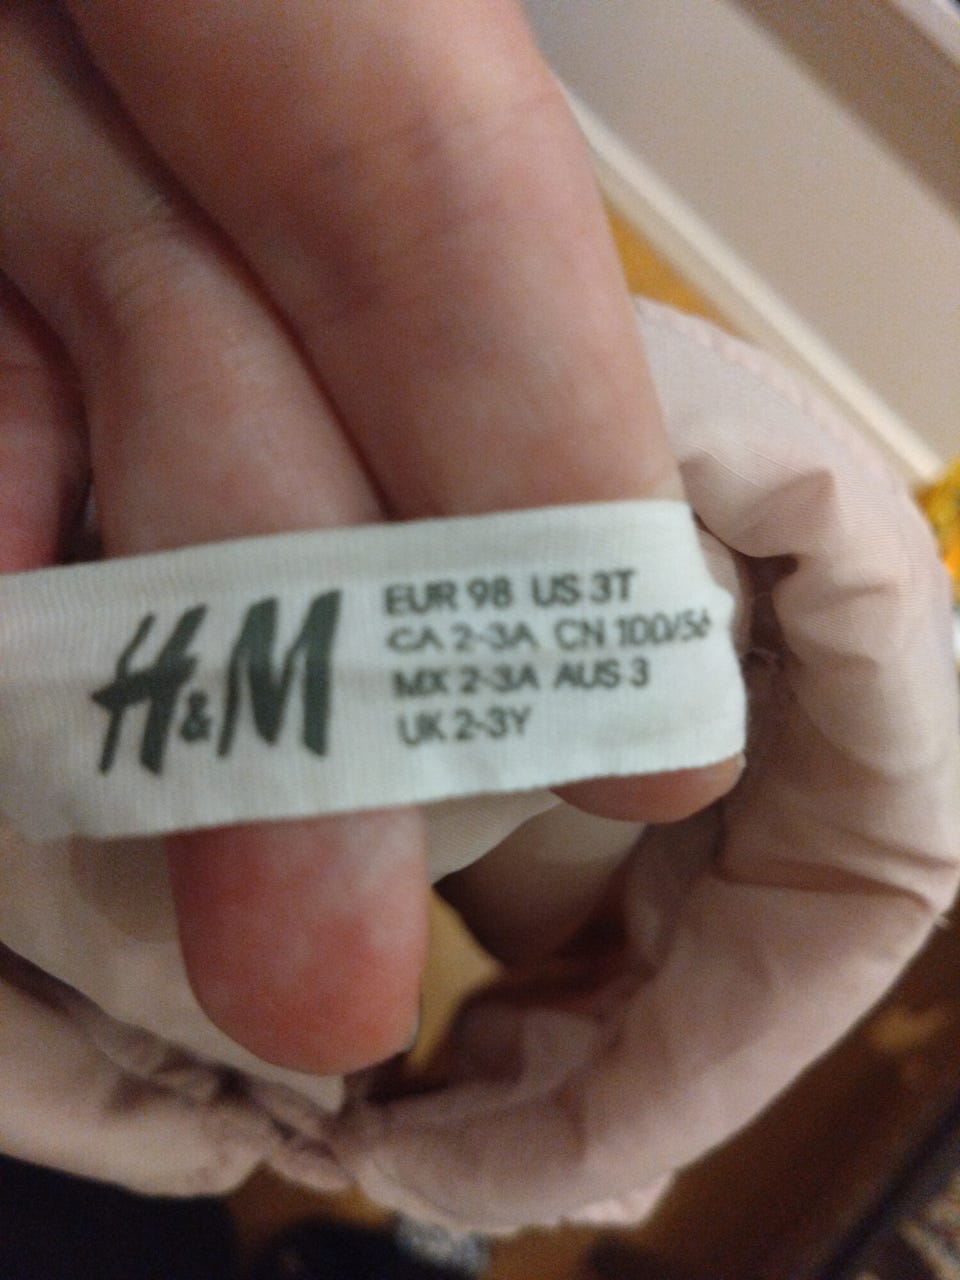 H&M
EUR 98 US 3T
CA 2-3A CN 100/56
MX 2-3A AUS 3
UK 2-3Y